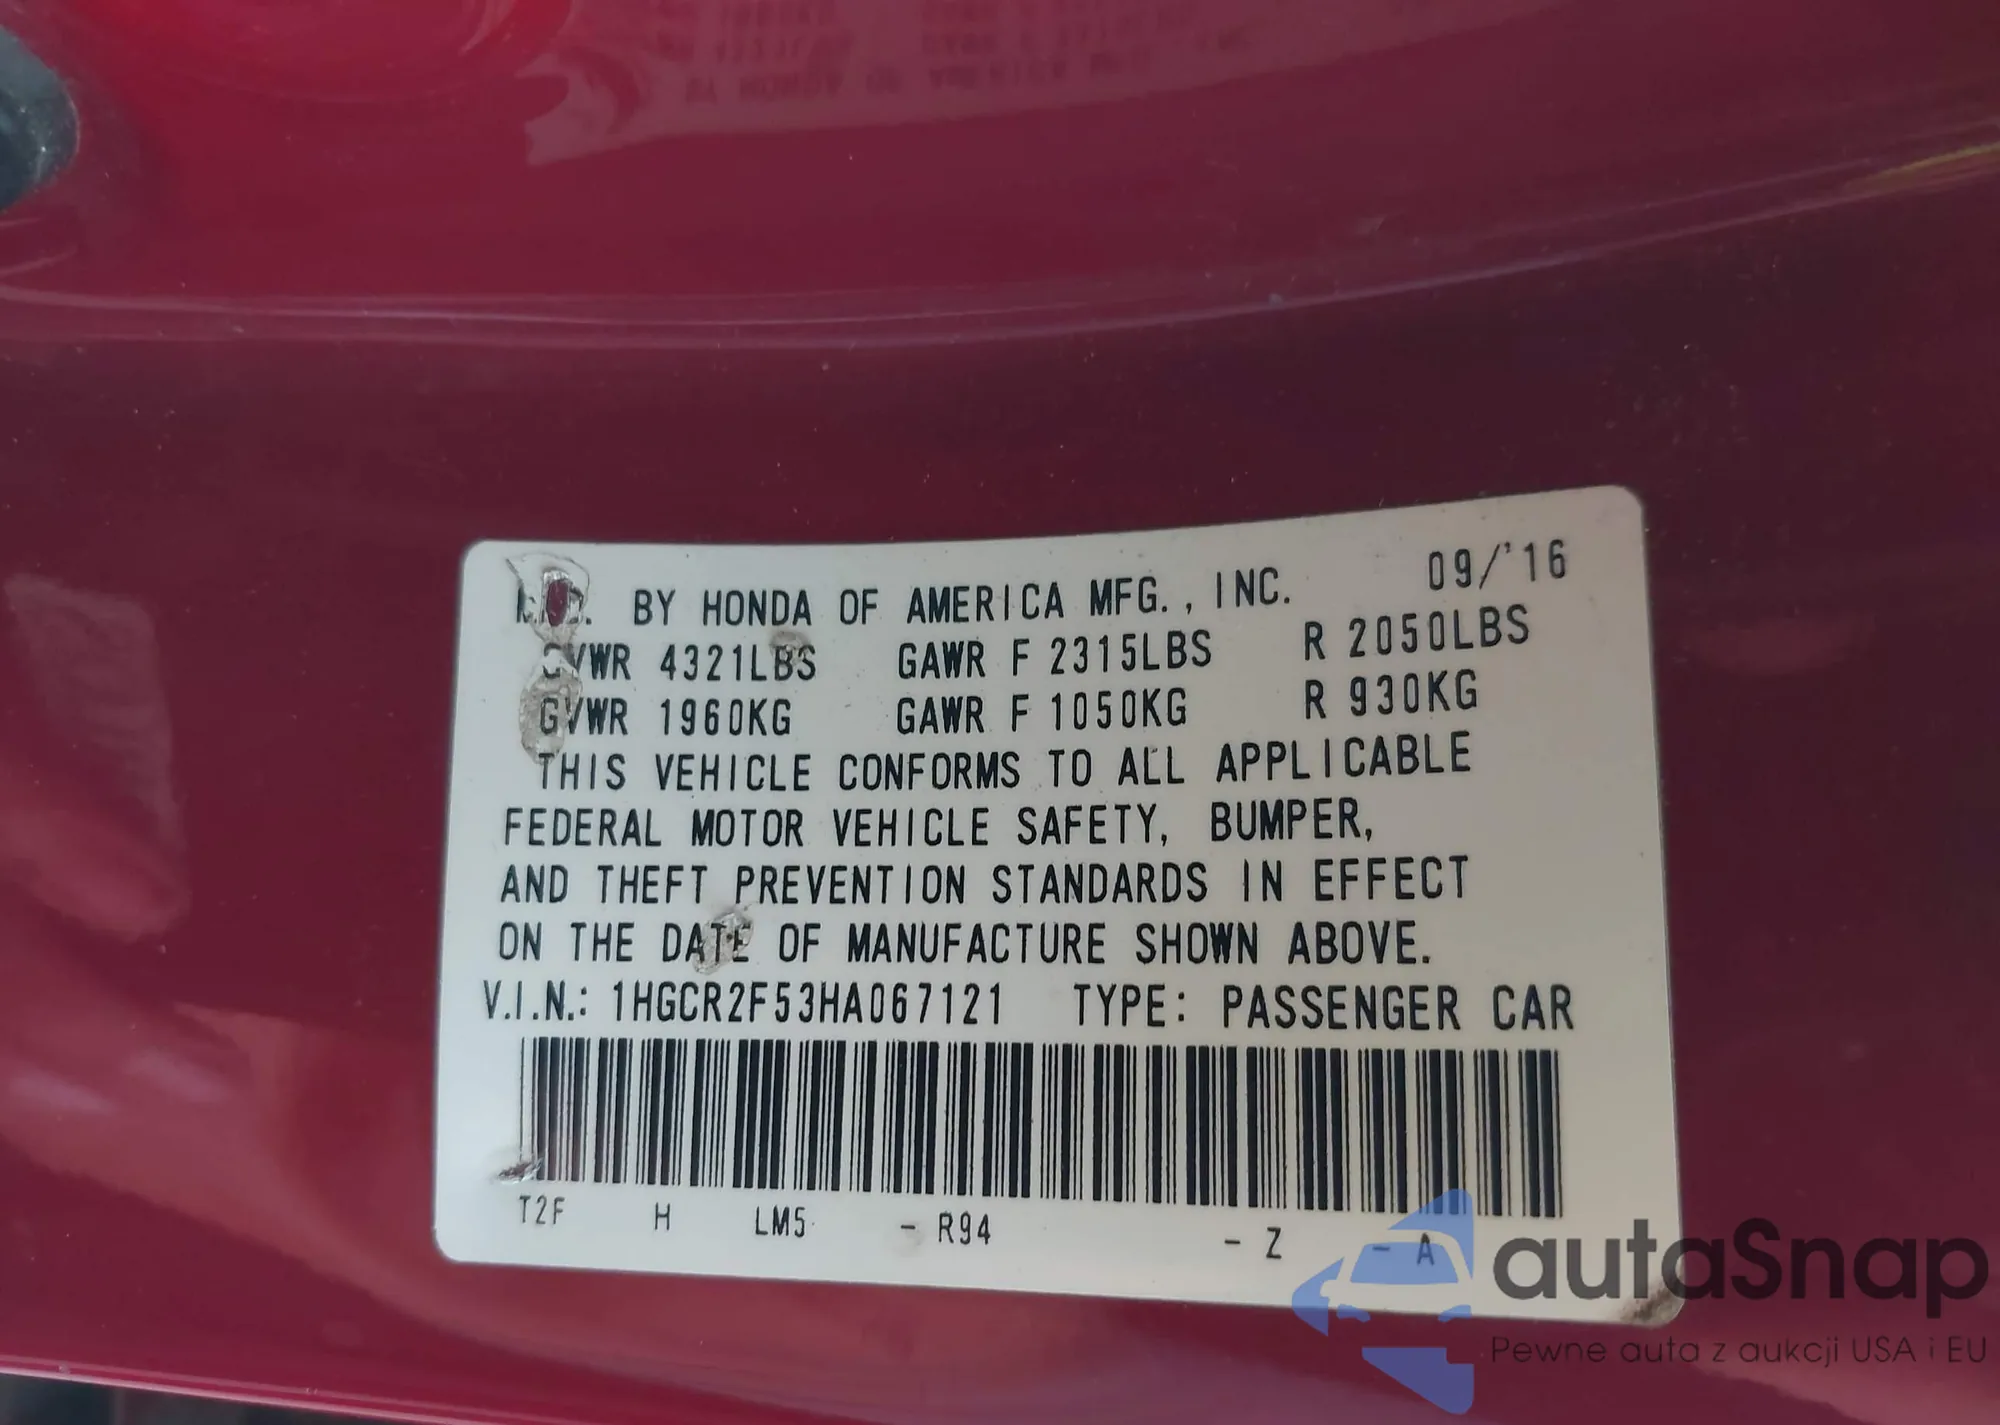 BY HONDA OF AMERICA MFG., INC. 09/'16
GVWR 4321LBS GAWR F 2315LBS R 2050LBS
GVWR 1960KG GAWR F 1050KG R 930KG
THIS VEHICLE CONFORMS TO ALL APPLICABLE
FEDERAL MOTOR VEHICLE SAFETY, BUMPER,
AND THEFT PREVENTION STANDARDS IN EFFECT
ON THE DATE OF MANUFACTURE SHOWN ABOVE.
V.I.N.: 1HGCR2F53HA067121 TYPE: PASSENGER CAR
T2F H LM5 - R94 - Z - A
autaSnap
Pewne auta z aukcji USA i EU